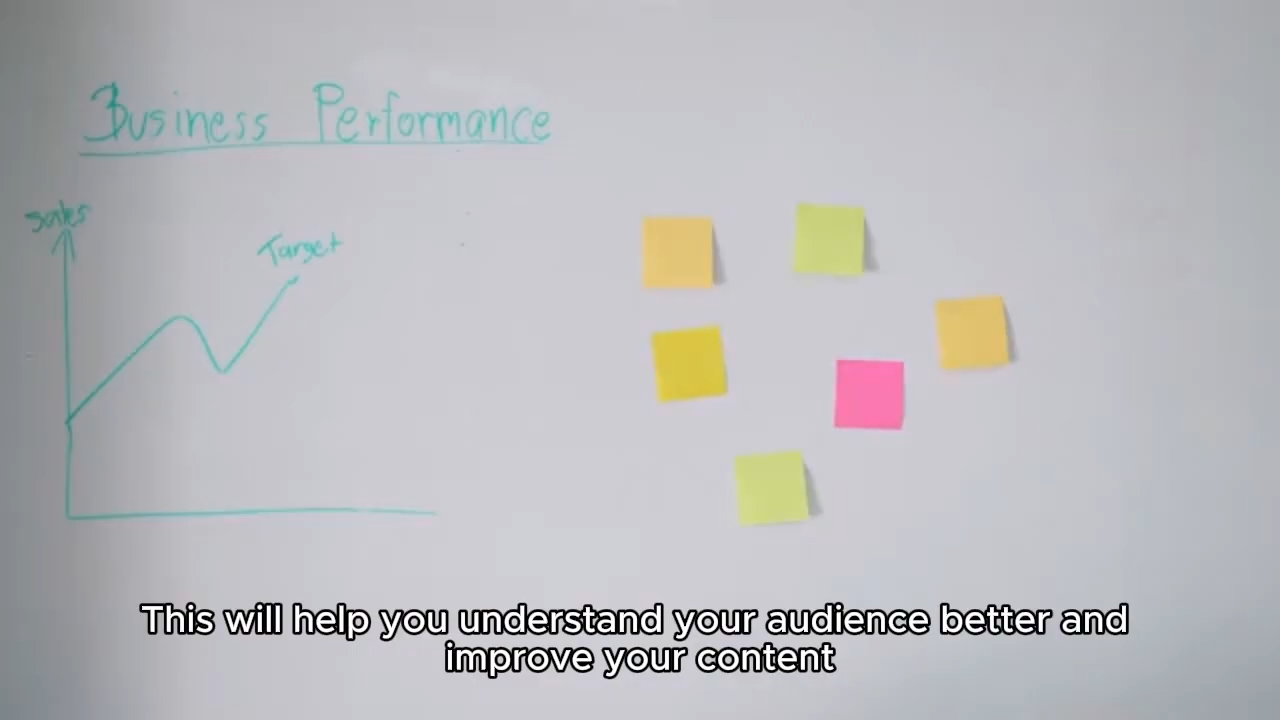 Business Performance
Sales
Target
This will help you understand your audience better and
improve your content